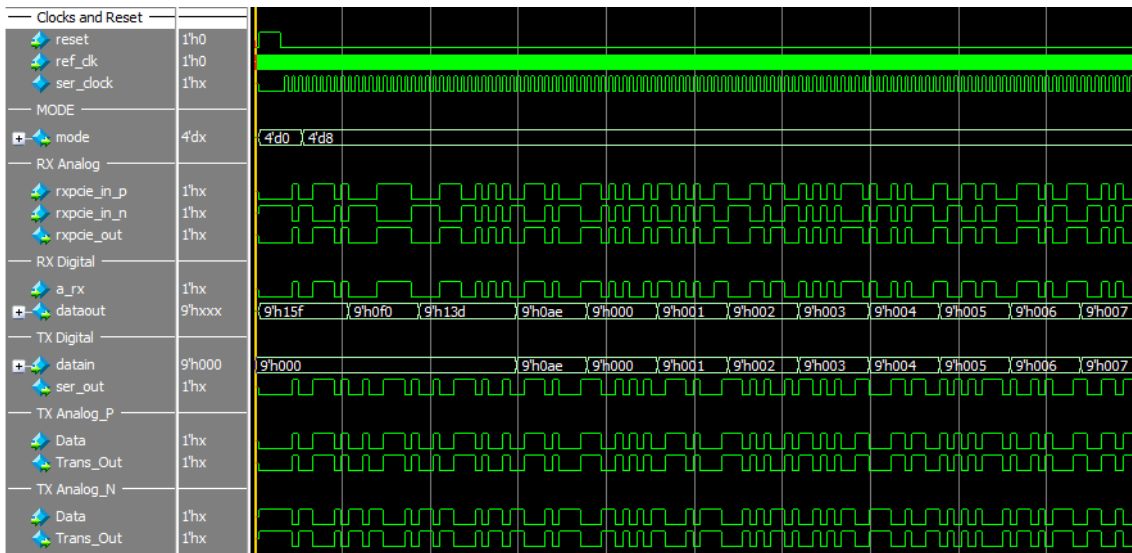 Clocks and Reset
reset 1'h0
ref_clk 1'h0
ser_clock 1'hx
MODE
mode 4'dx 4'd0 4'd8
RX Analog
rxpcie_in_p 1'hx
rxpcie_in_n 1'hx
rxpcie_out 1'hx
RX Digital
a_rx 1'hx
dataout 9'hxxx 9'h15f 9'h0f0 9'h13d 9'h0ae 9'h000 9'h001 9'h002 9'h003 9'h004 9'h005 9'h006 9'h007
TX Digital
datain 9'h000 9'h000 9'h0ae 9'h000 9'h001 9'h002 9'h003 9'h004 9'h005 9'h006 9'h007
ser_out 1'hx
TX Analog_P
Data 1'hx
Trans_Out 1'hx
TX Analog_N
Data 1'hx
Trans_Out 1'hx